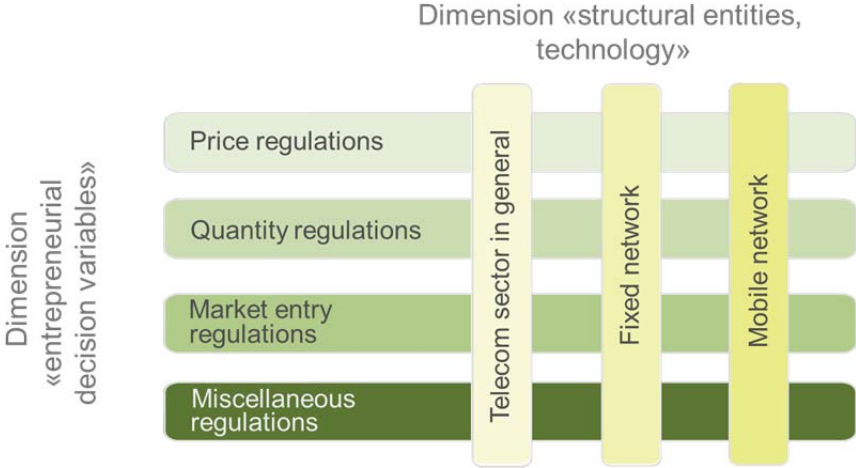 Dimension «structural entities,
technology»
Dimension
«entrepreneurial
decision variables»
Price regulations
Quantity regulations
Market entry
regulations
Miscellaneous
regulations
Telecom sector in general
Fixed network
Mobile network